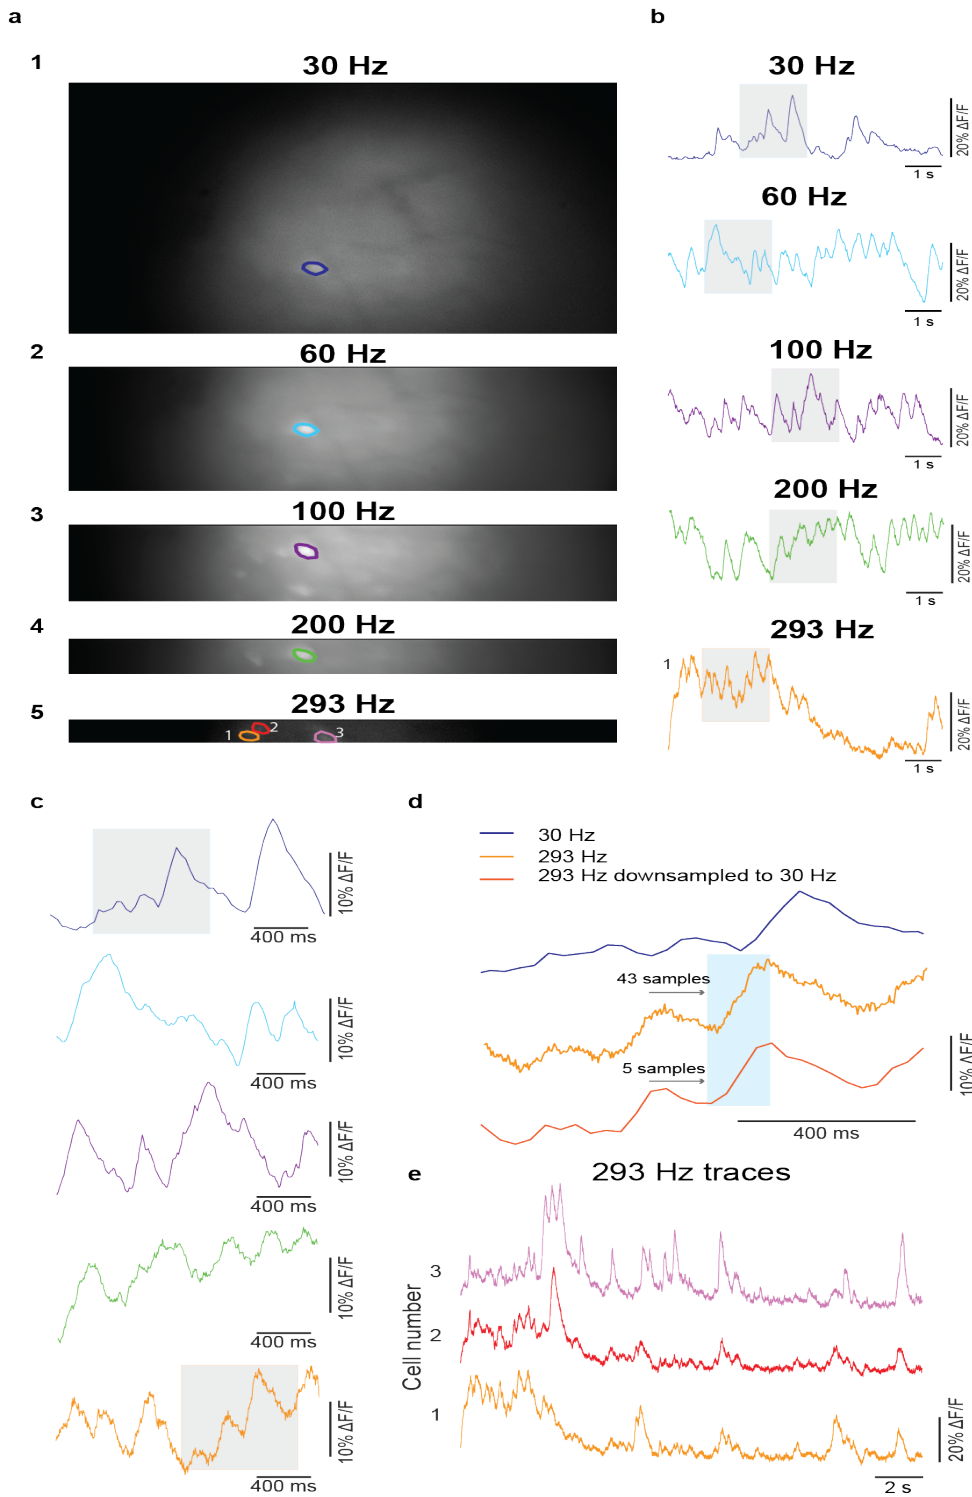 a
1
30 Hz
2
60 Hz
3
100 Hz
4
200 Hz
5
293 Hz
1
2
3
b
30 Hz
20% ΔF/F
1 s
60 Hz
20% ΔF/F
1 s
100 Hz
20% ΔF/F
1 s
200 Hz
20% ΔF/F
1 s
293 Hz
1
20% ΔF/F
1 s
c
10% ΔF/F
400 ms
10% ΔF/F
400 ms
10% ΔF/F
400 ms
10% ΔF/F
400 ms
10% ΔF/F
400 ms
d
30 Hz
293 Hz
293 Hz downsampled to 30 Hz
43 samples
5 samples
10% ΔF/F
400 ms
e
293 Hz traces
Cell number
3
2
1
20% ΔF/F
2 s